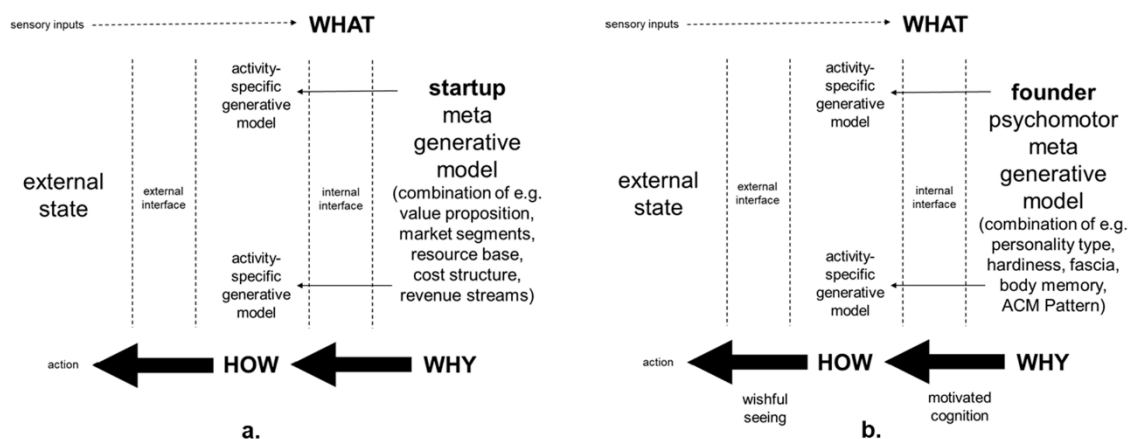 sensory inputs
WHAT
activity-
specific
generative
model
startup
meta
generative
model
(combination of e.g.
value proposition,
market segments,
resource base,
cost structure,
revenue streams)
external
state
external
interface
internal
interface
activity-
specific
generative
model
action
HOW
WHY
a.
sensory inputs
WHAT
activity-
specific
generative
model
founder
psychomotor
meta
generative
model
(combination of e.g.
personality type,
hardiness, fascia,
body memory,
ACM Pattern)
external
state
external
interface
internal
interface
activity-
specific
generative
model
action
HOW
WHY
wishful
seeing
motivated
cognition
b.